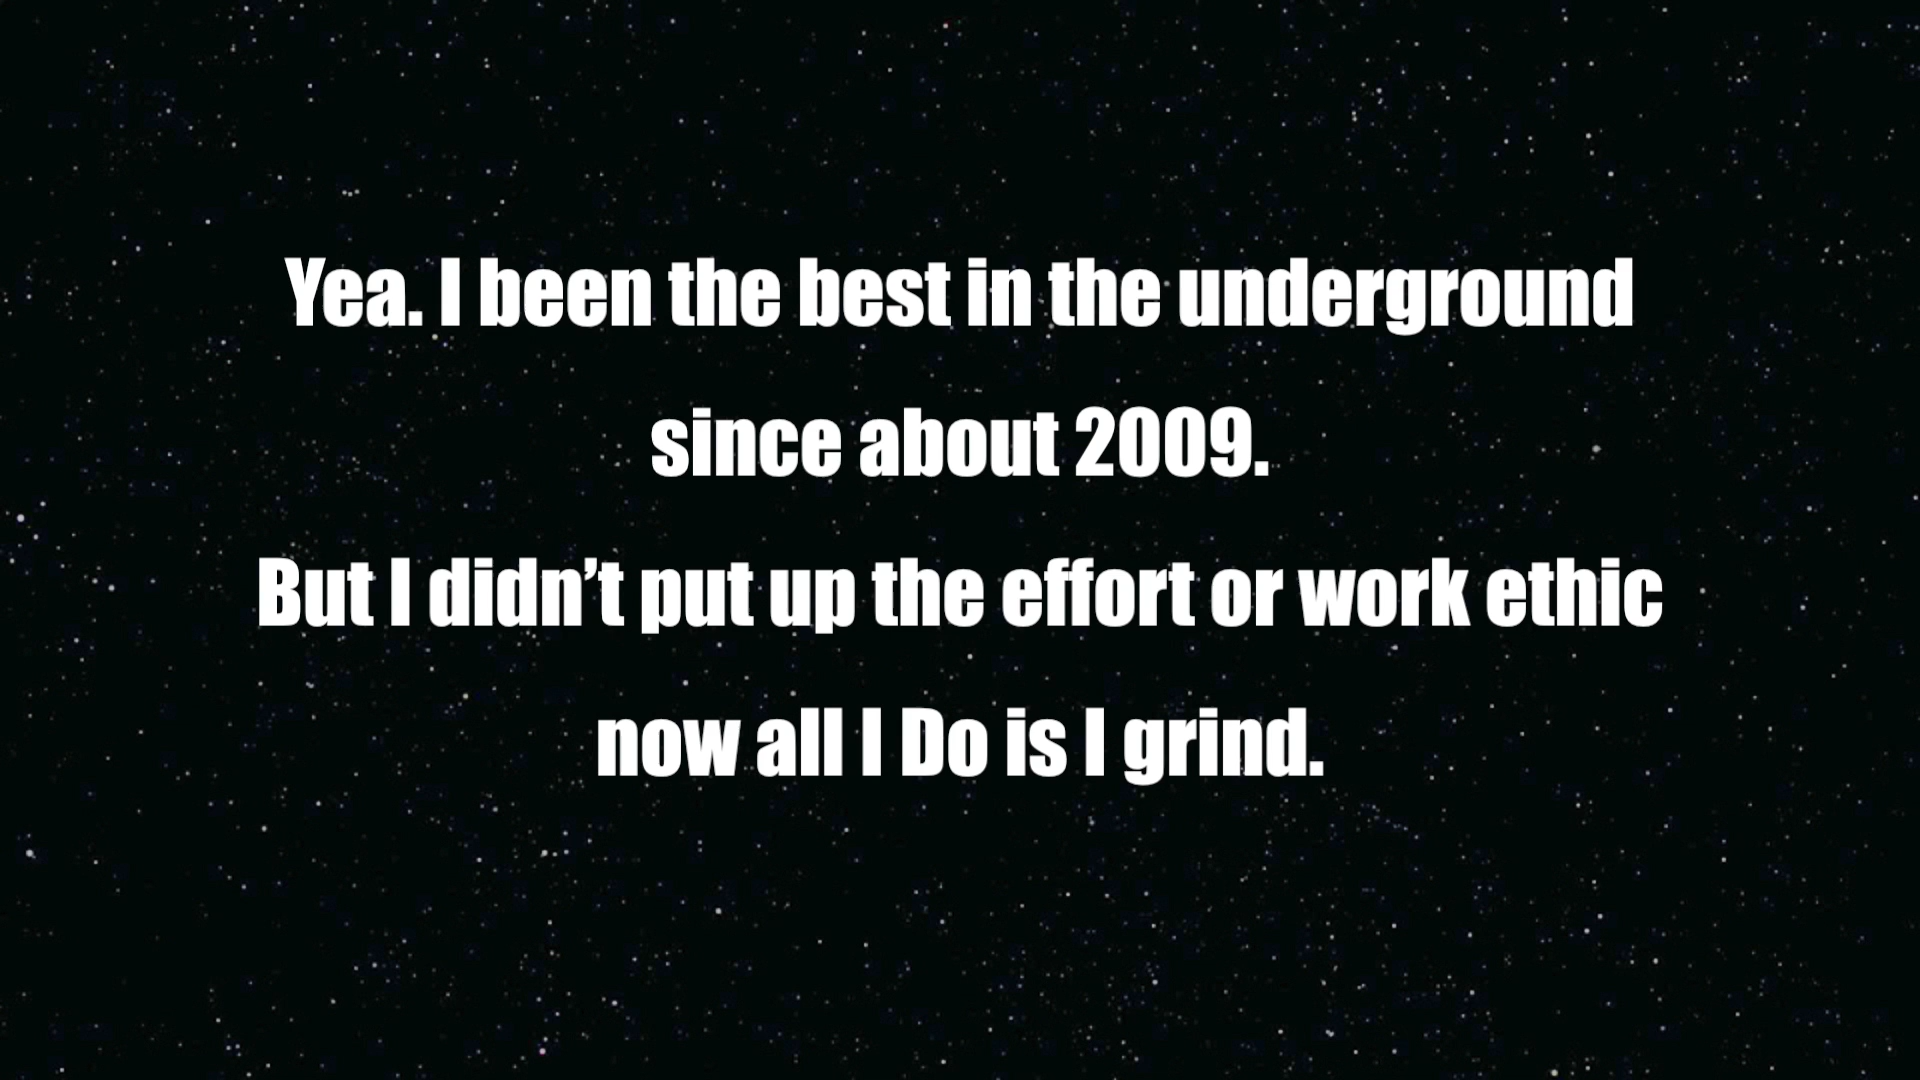 Yea. I been the best in the underground
since about 2009.
But I didn’t put up the effort or work ethic
now all I Do is I grind.